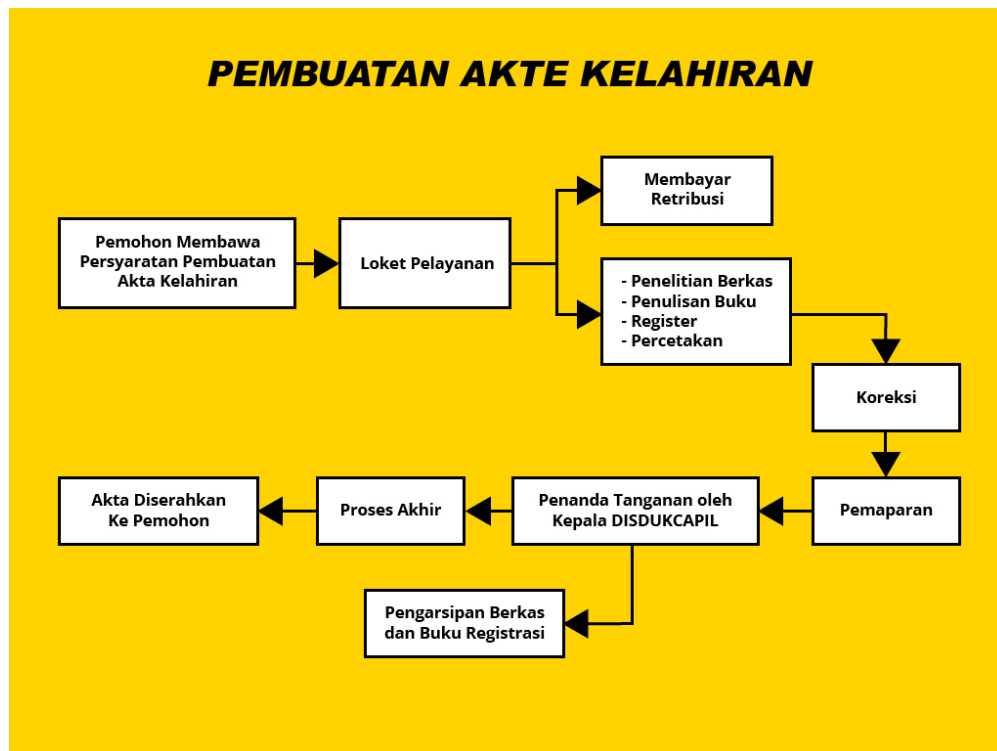 PEMBUATAN AKTE KELAHIRAN
Pemohon Membawa
Persyaratan Pembuatan
Akta Kelahiran
Loket Pelayanan
Membayar
Retribusi
- Penelitian Berkas
- Penulisan Buku
- Register
- Percetakan
Koreksi
Pemaparan
Penanda Tanganan oleh
Kepala DISDUKCAPIL
Proses Akhir
Akta Diserahkan
Ke Pemohon
Pengarsipan Berkas
dan Buku Registrasi